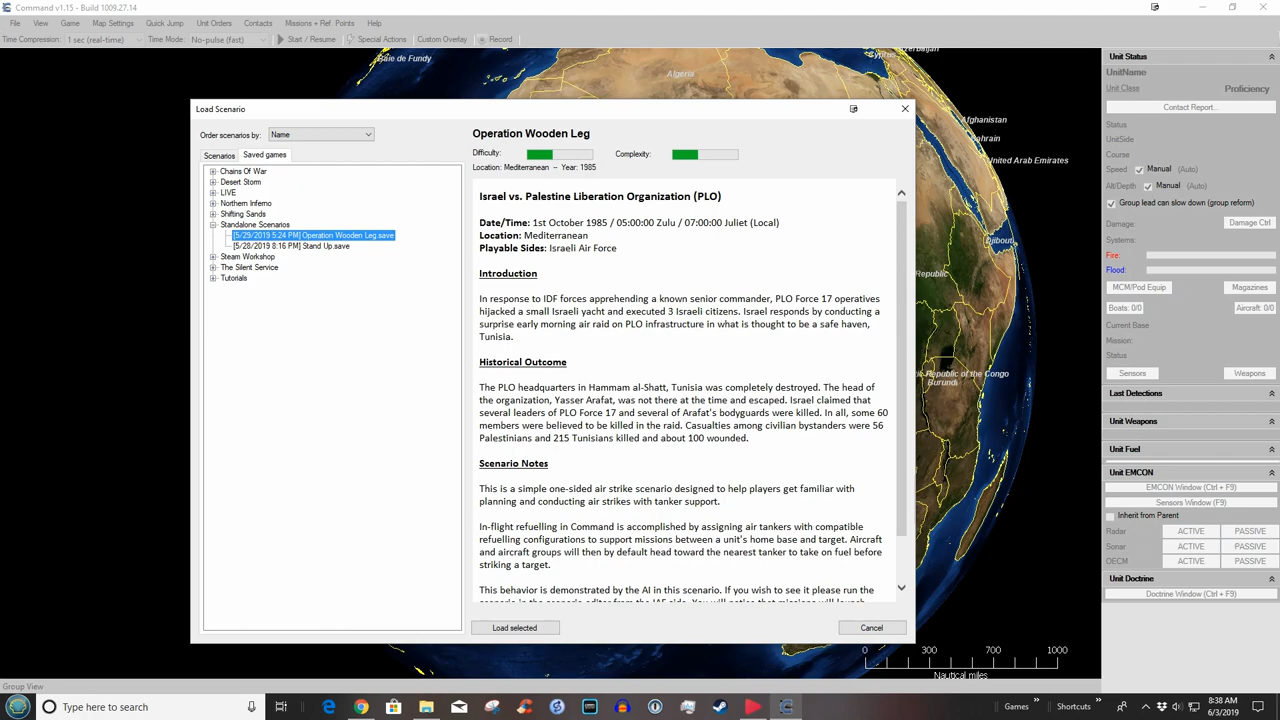 Command v1.15 - Build 1009.27.14
File View Game Map Settings Quick Jump Unit Orders Contacts Missions + Ref. Points Help
Time Compression: 1 sec (real-time) Time Mode: No-pulse (fast) Start / Resume Special Actions Custom Overlay Record
Baie de Fundy
Algeria
Cyprus
Azerbaijan
Afghanistan
United Arab Emirates
Djibouti
Republic
Republic of the Congo
Burundi
Load Scenario
Order scenarios by: Name
Scenarios Saved games
Chains Of War
Desert Storm
LIVE
Northern Inferno
Shifting Sands
Standalone Scenarios
[5/29/2019 5:24 PM] Operation Wooden Leg.save
[5/28/2019 8:16 PM] Stand Up.save
Steam Workshop
The Silent Service
Tutorials
Operation Wooden Leg
Difficulty: Complexity:
Location: Mediterranean -- Year: 1985
Israel vs. Palestine Liberation Organization (PLO)
Date/Time: 1st October 1985 / 05:00:00 Zulu / 07:00:00 Juliet (Local)
Location: Mediterranean
Playable Sides: Israeli Air Force
Introduction
In response to IDF forces apprehending a known senior commander, PLO Force 17 operatives
hijacked a small Israeli yacht and executed 3 Israeli citizens. Israel responds by conducting a
surprise early morning air raid on PLO infrastructure in what is thought to be a safe haven,
Tunisia.
Historical Outcome
The PLO headquarters in Hammam al-Shatt, Tunisia was completely destroyed. The head of
the organization, Yasser Arafat, was not there at the time and escaped. Israel claimed that
several leaders of PLO Force 17 and several of Arafat's bodyguards were killed. In all, some 60
members were believed to be killed in the raid. Casualties among civilian bystanders were 56
Palestinians and 215 Tunisians killed and about 100 wounded.
Scenario Notes
This is a simple one-sided air strike scenario designed to help players get familiar with
planning and conducting air strikes with tanker support.
In-flight refuelling in Command is accomplished by assigning air tankers with compatible
refuelling configurations to support missions between a unit's home base and target. Aircraft
and aircraft groups will then by default head toward the nearest tanker to take on fuel before
striking a target.
This behavior is demonstrated by the AI in this scenario. If you wish to see it please run the
scenario in the scenario editor from the IAF side. You will notice that missions will launch
Load selected Cancel
Unit Status
UnitName
Unit Class Proficiency
Contact Report...
Status
UnitSide
Course
Speed Manual (Auto)
Alt/Depth Manual (Auto)
Group lead can slow down (group reform)
Damage: Damage Ctrl
Systems:
Fire:
Flood:
MCM/Pod Equip Magazines
Boats: 0/0 Aircraft: 0/0
Current Base
Mission:
Status
Sensors Weapons
Last Detections
Unit Weapons
Unit Fuel
Unit EMCON
EMCON Window (Ctrl + F9)
Sensors Window (F9)
Inherit from Parent
Radar ACTIVE PASSIVE
Sonar ACTIVE PASSIVE
OECM ACTIVE PASSIVE
Unit Doctrine
Doctrine Window (Ctrl + F9)
0 300 700 1000
Nautical miles
Group View
Type here to search
Games Shortcuts
8:38 AM
6/3/2019